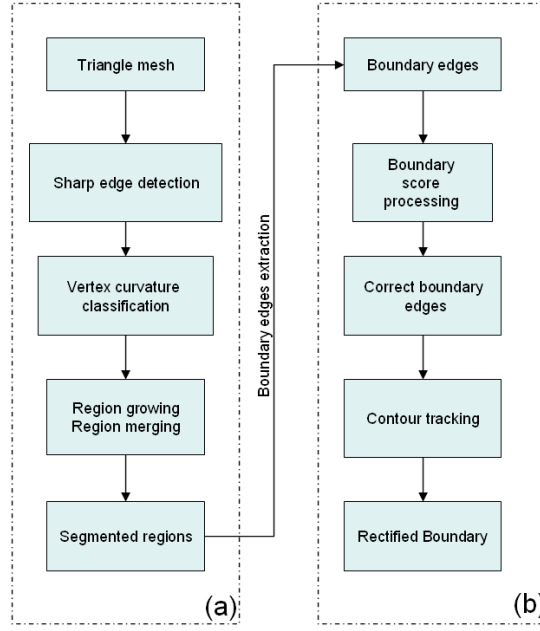 Triangle mesh
Sharp edge detection
Vertex curvature
classification
Region growing
Region merging
Segmented regions
(a)
Boundary edges extraction
Boundary edges
Boundary
score
processing
Correct boundary
edges
Contour tracking
Rectified Boundary
(b)